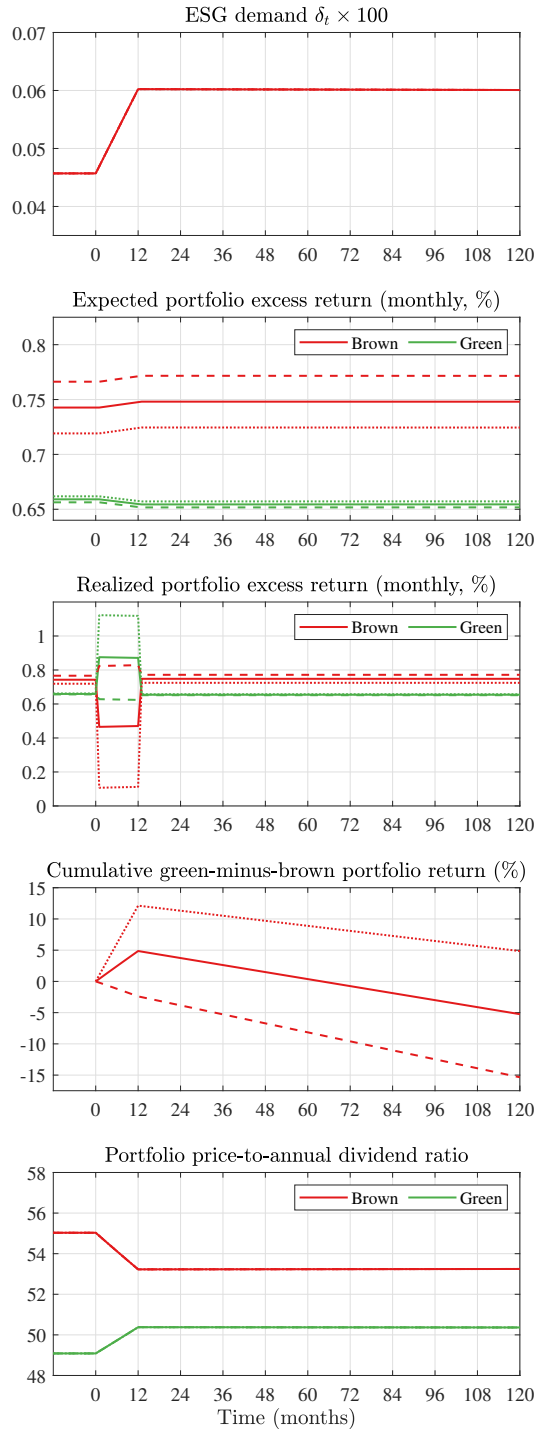 ESG demand δt × 100
0.07
0.06
0.05
0.04
0 12 24 36 48 60 72 84 96 108 120
Expected portfolio excess return (monthly, %)
Brown Green
0.8
0.75
0.7
0.65
0 12 24 36 48 60 72 84 96 108 120
Realized portfolio excess return (monthly, %)
Brown Green
1
0.8
0.6
0.4
0.2
0
0 12 24 36 48 60 72 84 96 108 120
Cumulative green-minus-brown portfolio return (%)
15
10
5
0
-5
-10
-15
0 12 24 36 48 60 72 84 96 108 120
Portfolio price-to-annual dividend ratio
Brown Green
58
56
54
52
50
48
0 12 24 36 48 60 72 84 96 108 120
Time (months)